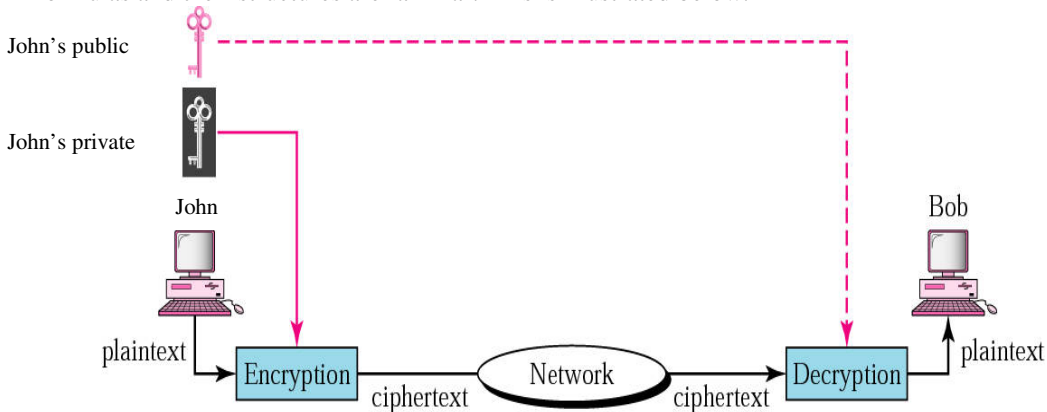 John's public
John's private
John
Bob
plaintext
plaintext
Encryption
Network
Decryption
ciphertext
ciphertext